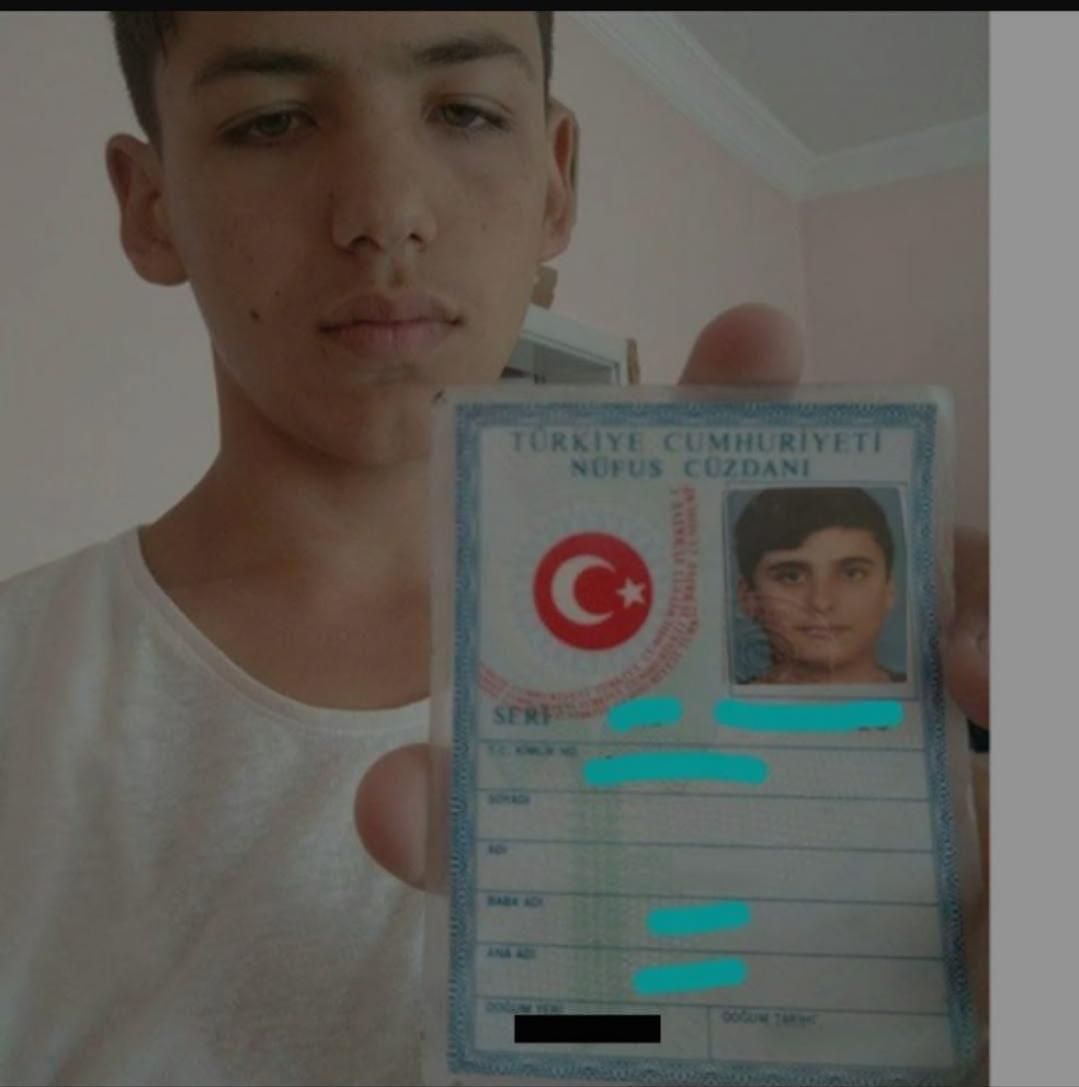 TÜRKİYE CUMHURİYETİ
NÜFUS CÜZDANI
SERİ
T.C. KİMLİK NO.
SOYADI
ADI
BABA ADI
ANA ADI
DOĞUM YERİ
DOĞUM TARİHİ